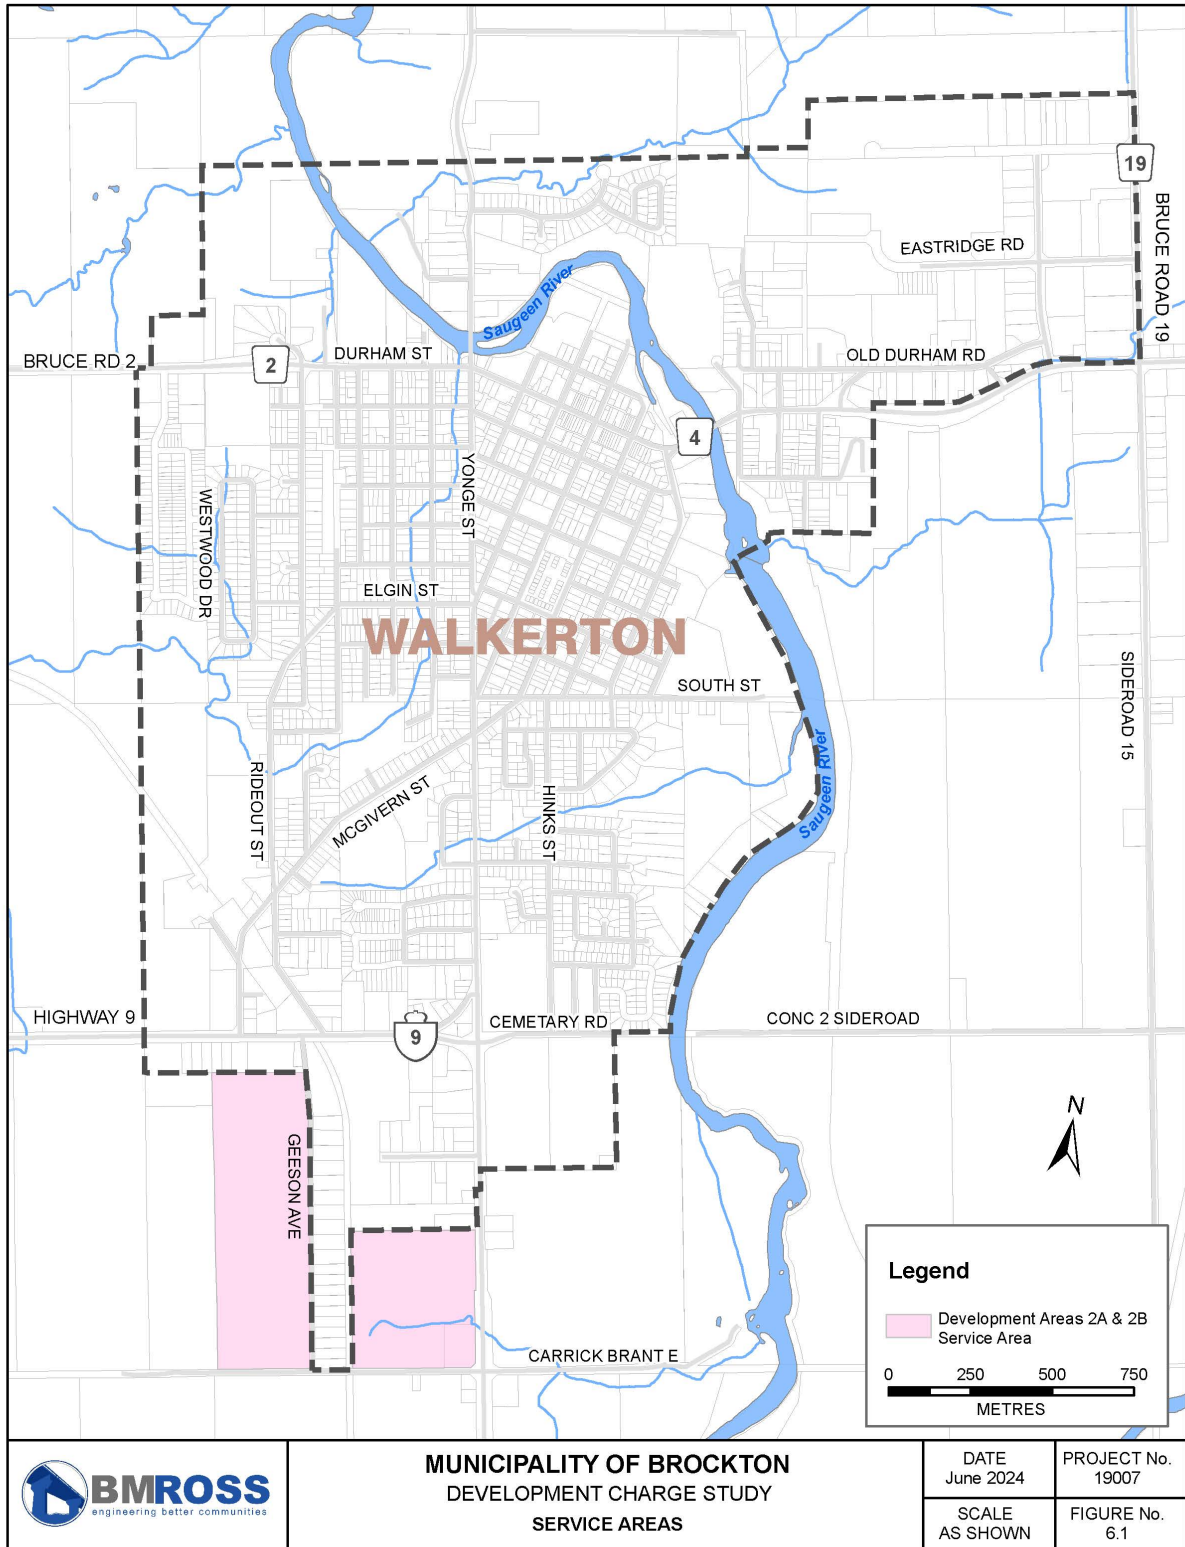 19
BRUCE ROAD 19
EASTRIDGE RD
Saugeen River
BRUCE RD 2
2
DURHAM ST
OLD DURHAM RD
4
YONGE ST
WESTWOOD DR
ELGIN ST
WALKERTON
SOUTH ST
SIDEROAD 15
Saugeen River
RIDEOUT ST
MCGIVERN ST
HINKS ST
HIGHWAY 9
9
CEMETARY RD
CONC 2 SIDEROAD
N
GEESON AVE
CARRICK BRANT E
Legend
Development Areas 2A & 2B
Service Area
0 250 500 750
METRES
BMROSS
engineering better communities
MUNICIPALITY OF BROCKTON
DEVELOPMENT CHARGE STUDY
SERVICE AREAS
DATE
June 2024
PROJECT No.
19007
SCALE
AS SHOWN
FIGURE No.
6.1